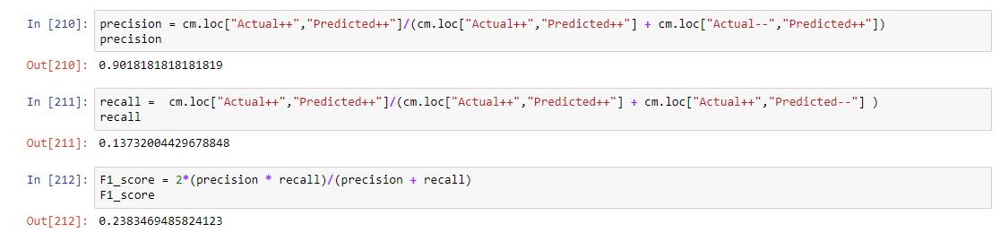 In [210]: precision = cm.loc["Actual++","Predicted++"]/(cm.loc["Actual++","Predicted++"] + cm.loc["Actual--","Predicted++"])
precision
Out[210]: 0.9018181818181819
In [211]: recall =  cm.loc["Actual++","Predicted++"]/(cm.loc["Actual++","Predicted++"] + cm.loc["Actual++","Predicted--"] )
recall
Out[211]: 0.13732004429678848
In [212]: F1_score = 2*(precision * recall)/(precision + recall)
F1_score
Out[212]: 0.2383469485824123